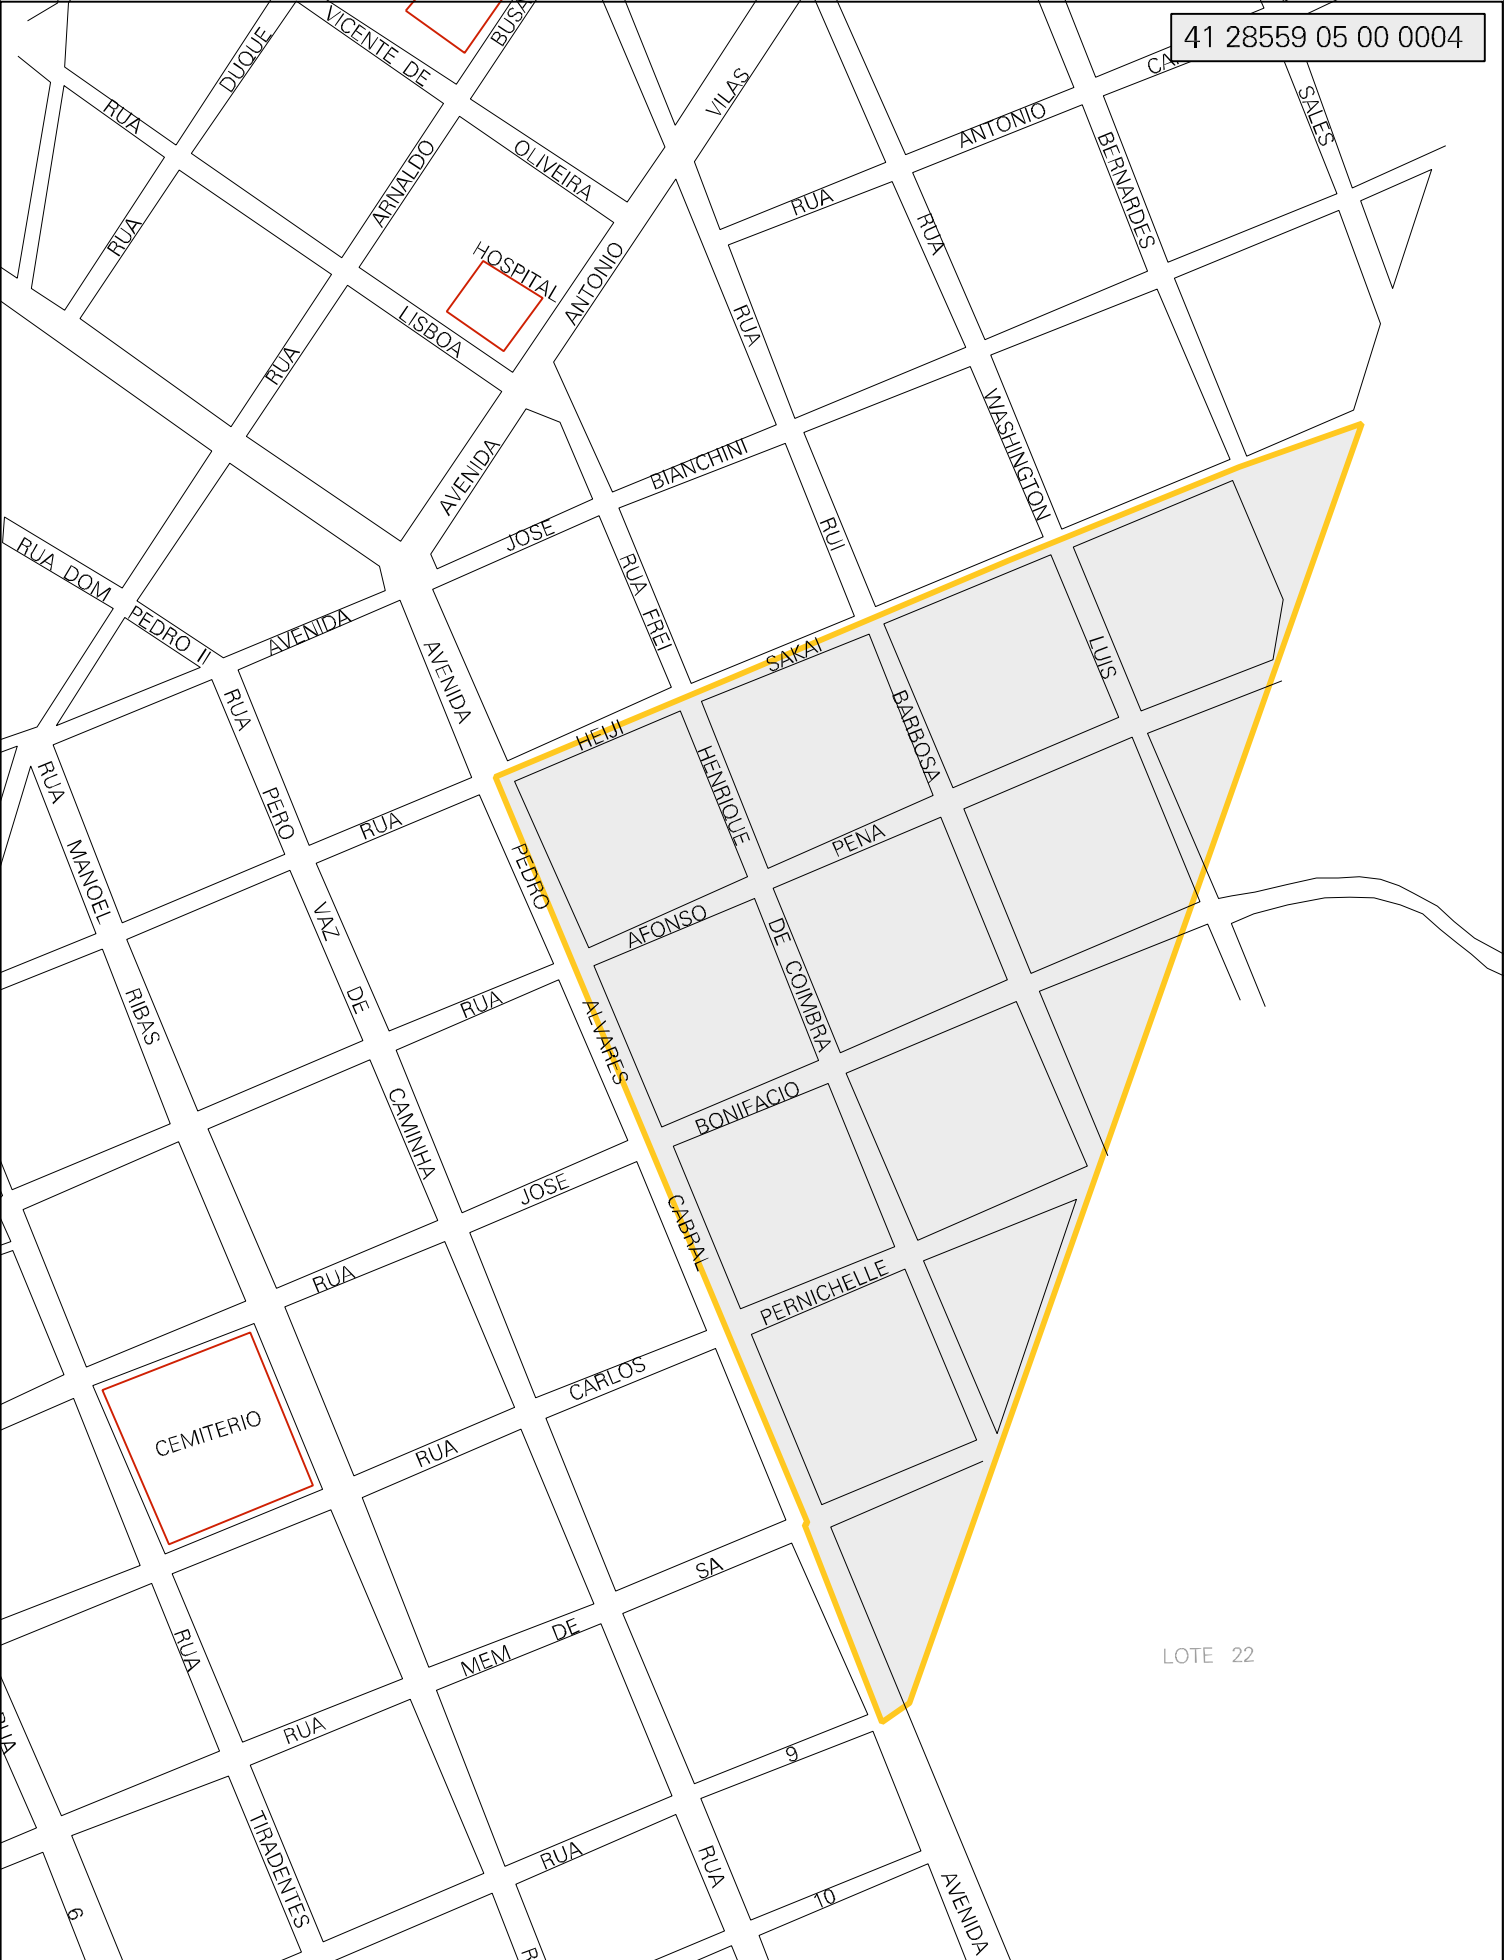 41 28559 05 00 0004
VICENTE DE
BUSA
DUQUE
VILAS
SALES
RUA
ANTONIO
BERNARDES
OLIVEIRA
ARNALDO
RUA
RUA
RUA
HOSPITAL
ANTONIO
LISBOA
RUA
RUA
WASHINGTON
AVENIDA
BIANCHINI
JOSE
RUI
RUA DOM
PEDRO II
RUA FREI
AVENIDA
AVENIDA
SAKAI
LUIS
RUA
BARBOSA
HEIJI
HENRIQUE
RUA
PERO
RUA
PENA
MANOEL
PEDRO
VAZ
AFONSO
DE COIMBRA
RIBAS
DE
RUA
ALVARES
CAMINHA
BONIFACIO
JOSE
CABRAL
RUA
PERNICHELLE
CARLOS
CEMITERIO
RUA
SA
RUA
MEM DE
LOTE 22
RUA
RUA
9
TIRADENTES
RUA
RUA
10
6
AVENIDA